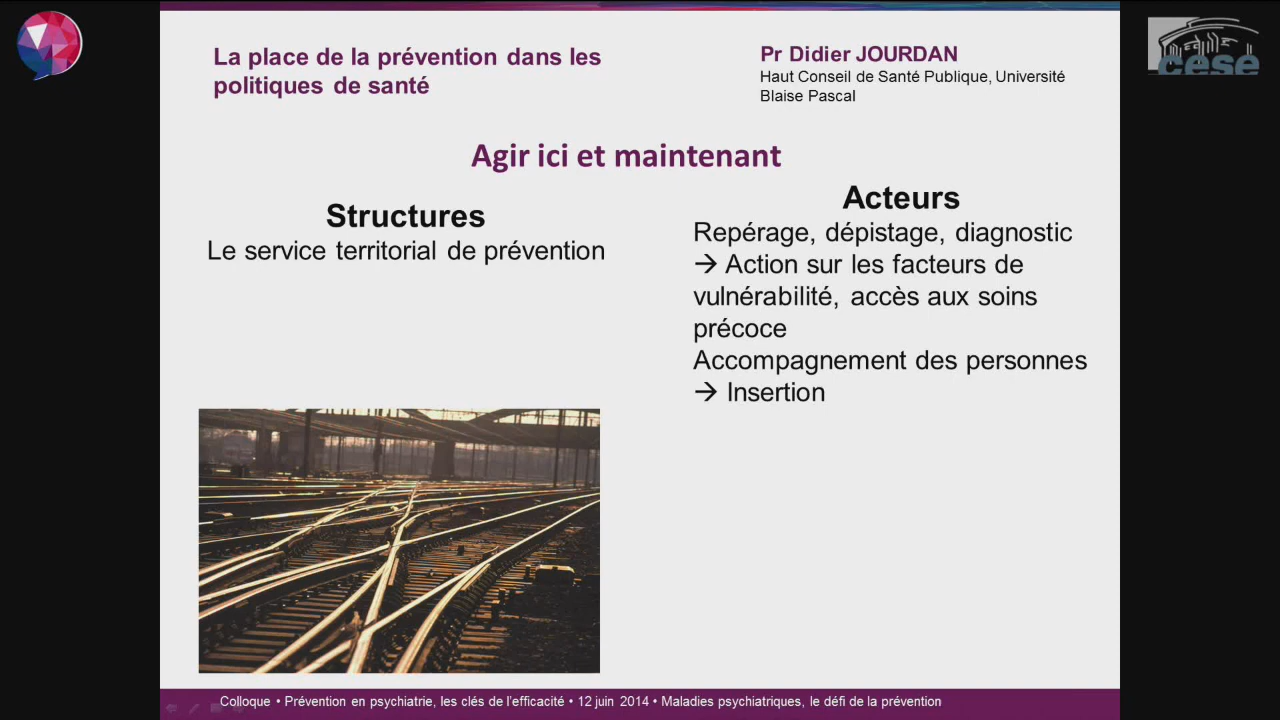 La place de la prévention dans les
politiques de santé
Pr Didier JOURDAN
Haut Conseil de Santé Publique, Université
Blaise Pascal
cese
Agir ici et maintenant
Structures
Le service territorial de prévention
Acteurs
Repérage, dépistage, diagnostic
→ Action sur les facteurs de
vulnérabilité, accès aux soins
précoce
Accompagnement des personnes
→ Insertion
Colloque • Prévention en psychiatrie, les clés de l'efficacité • 12 juin 2014 • Maladies psychiatriques, le défi de la prévention